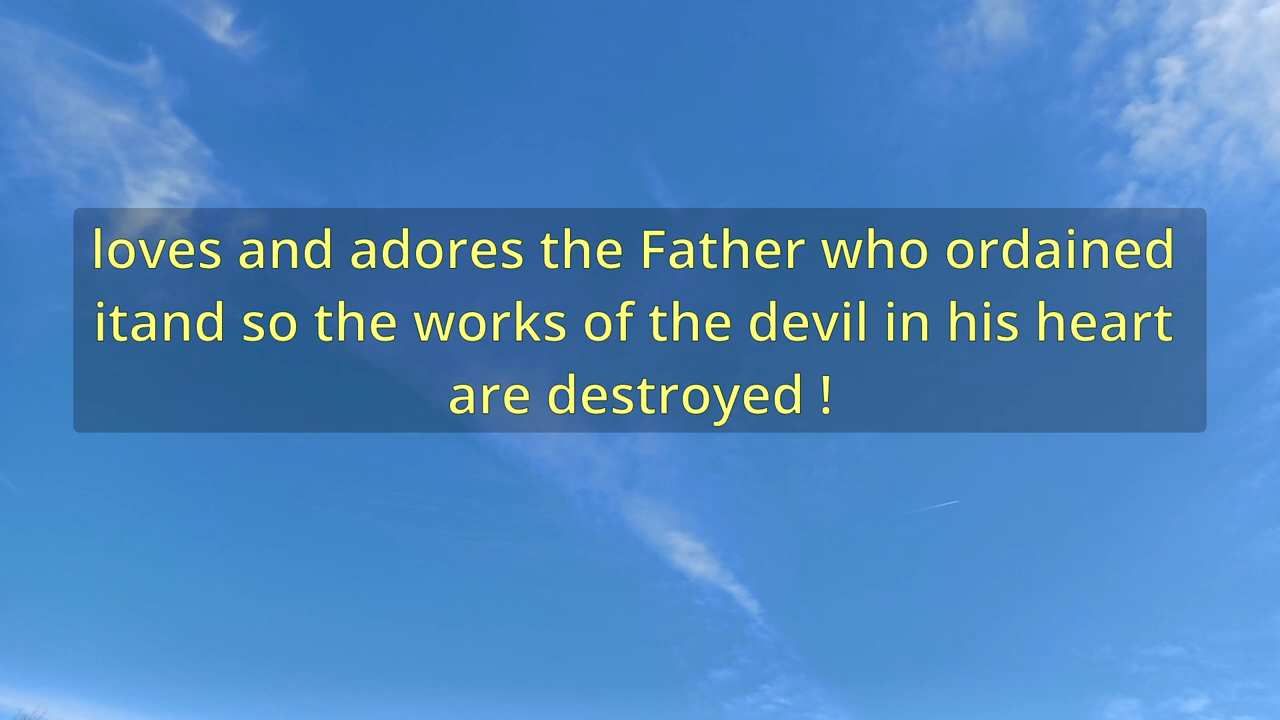 loves and adores the Father who ordained
itand so the works of the devil in his heart
are destroyed !